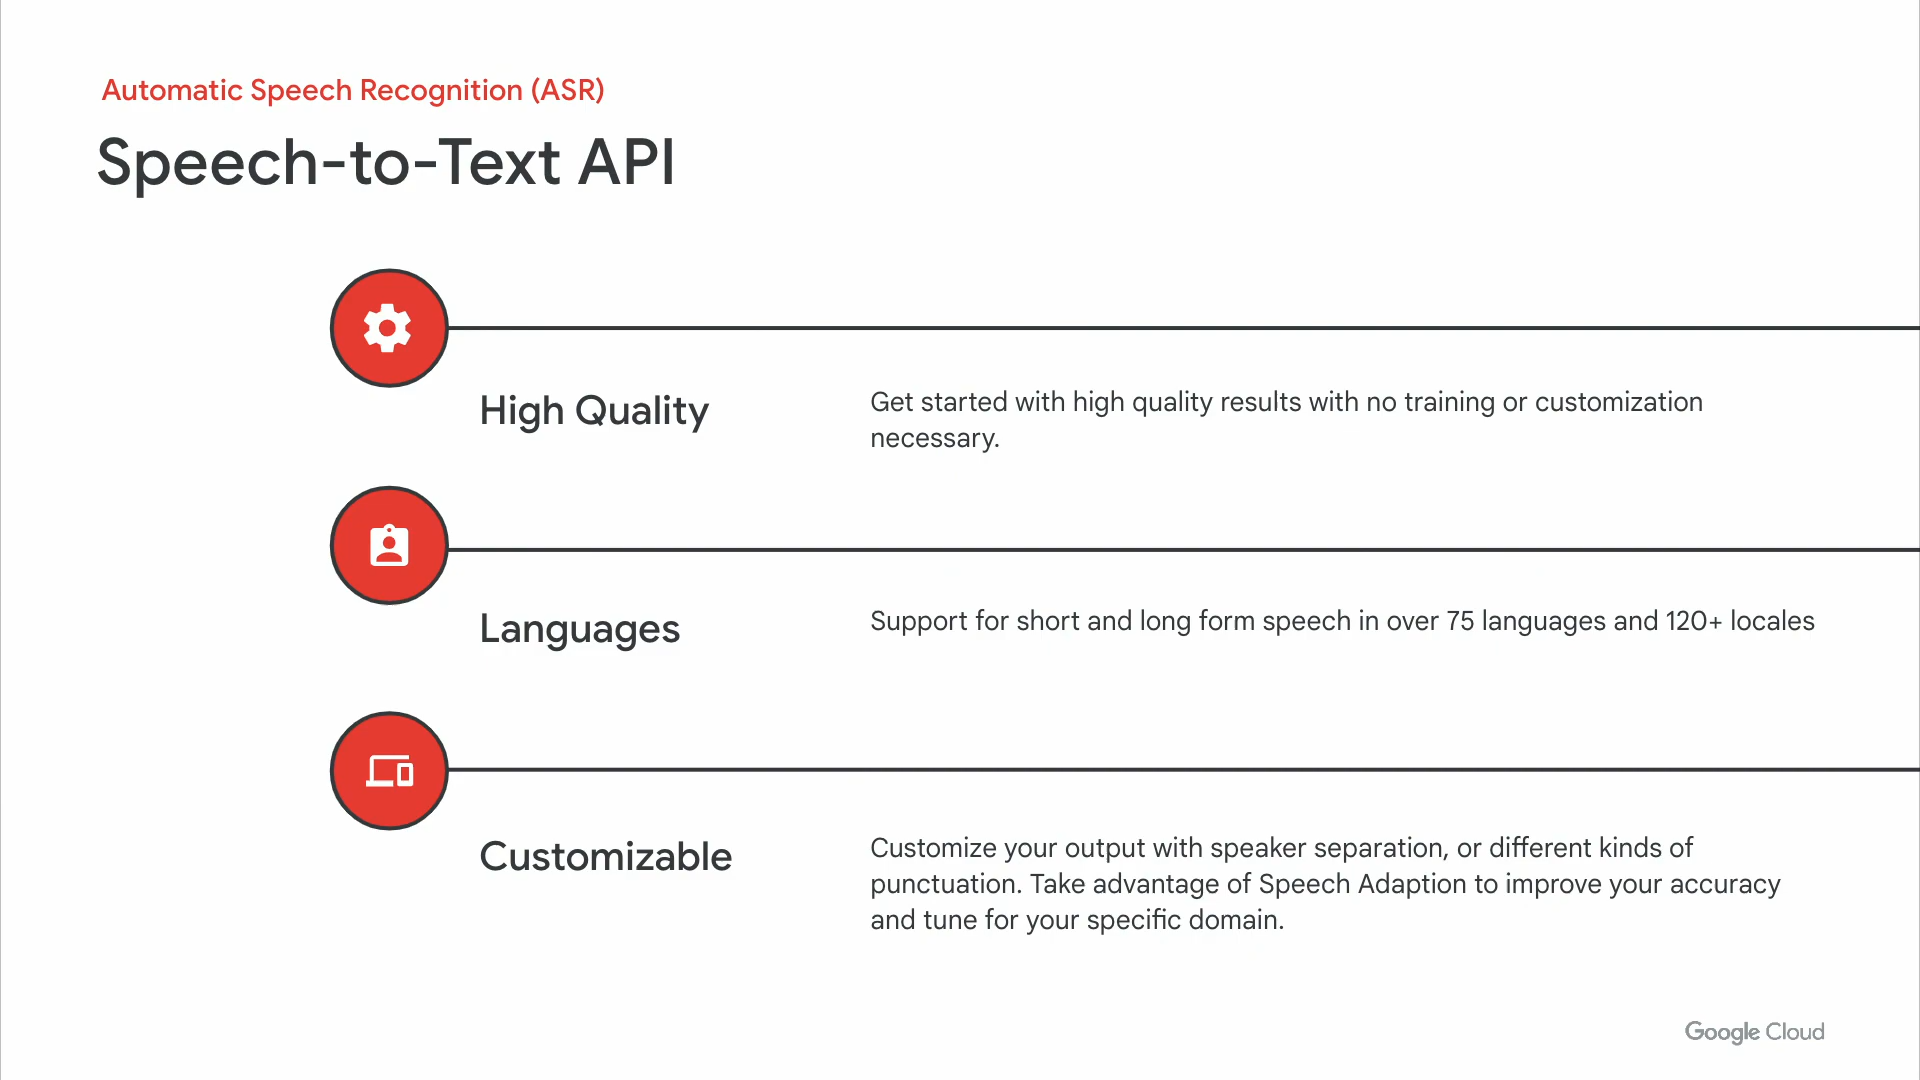 Automatic Speech Recognition (ASR)
Speech-to-Text API
High Quality
Get started with high quality results with no training or customization
necessary.
Languages
Support for short and long form speech in over 75 languages and 120+ locales
Customizable
Customize your output with speaker separation, or different kinds of
punctuation. Take advantage of Speech Adaption to improve your accuracy
and tune for your specific domain.
Google Cloud